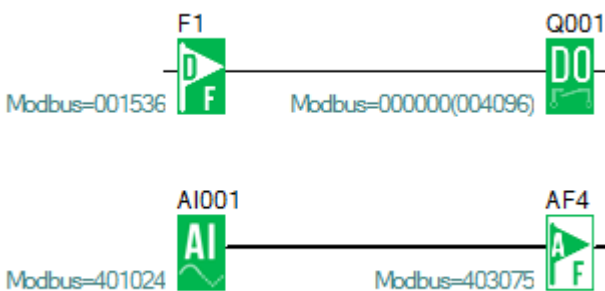 F1
Q001
D
F
DO
Modbus=001536
Modbus=000000(004096)
AI001
AF4
AI
A
F
Modbus=401024
Modbus=403075